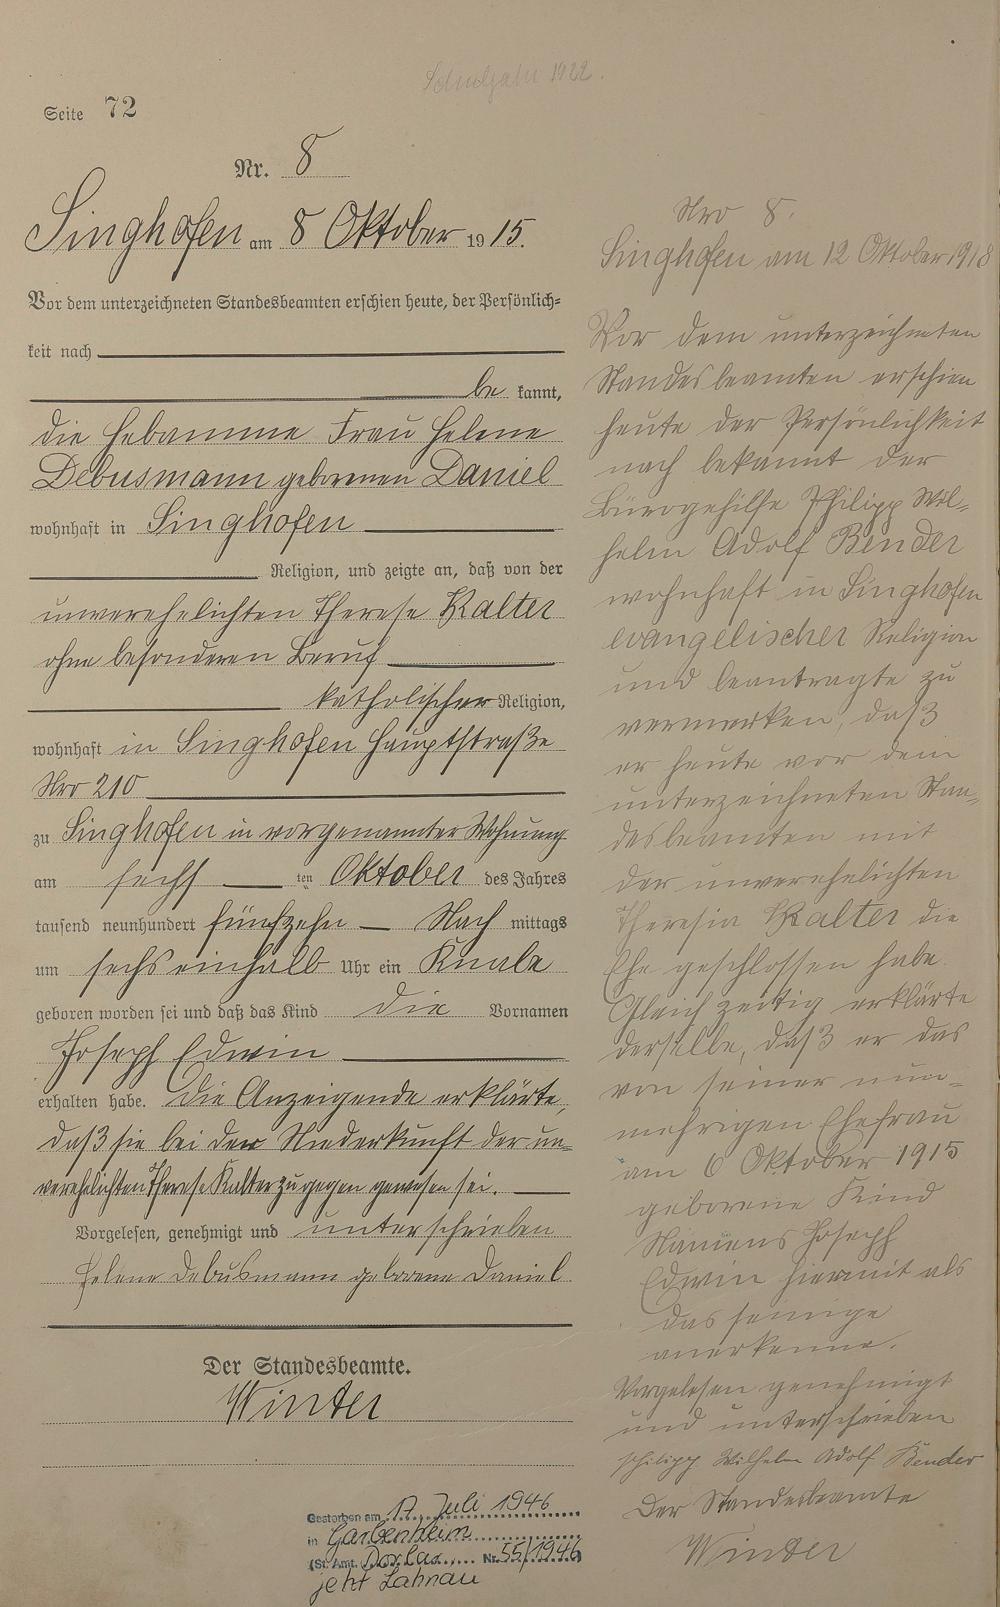 Schuljahr 1922.
Seite 72
Nr. 8
Singhofen am 8 Oktober 1915.
Vor dem unterzeichneten Standesbeamten erschien heute, der Persönlich=
keit nach
be kannt,
die Hebamme Frau Helene
Debusmann geborenen Daniel
wohnhaft in Singhofen
Religion, und zeigte an, daß von der
unverehelichten Therese Kalter
ohne besonderen Beruf
katholischer Religion,
wohnhaft in Singhofen Hauptstraße
Nro 210
zu Singhofen in vorgenannter Wohnung
am sechs ten Oktober des Jahres
tausend neunhundert fünfzehn Nach mittags
um sechs einhalb Uhr ein Knabe
geboren worden sei und daß das Kind die Vornamen
Joseph Edwin
erhalten habe. Die Anzeigende erklärte,
daß sie bei der Niederkunft der un=
verehelichten Therese Kalter zugegen gewesen sei.
Vorgelesen, genehmigt und unterschrieben
Helene Debusmann geborene Daniel
Der Standesbeamte.
Winter
Gestorben am 17 Juli 1946
in Garbenheim
(St. Amt. Dorlar Nr. 55/1946)
jetzt Lahnau
Nro 8.
Singhofen am 12 Oktober 1918
Vor dem unterzeichneten
Standesbeamten erschien
heute der Persönlichkeit
nach bekannt der
Bürogehilfe Philipp Wil=
helm Adolf Bender
wohnhaft in Singhofen
evangelischer Religion
und beantragte zu
vermerken, daß
er heute vor dem
unterzeichneten Stan=
desbeamten mit
der unverehelichten
Theresia Kalter die
Ehe geschlossen habe.
Gleichzeitig erklärte
derselbe, daß er das
von seiner nun=
mehrigen Ehefrau
am 6 Oktober 1915
geborene Kind
Namens Joseph
Edwin hiermit als
das seinige
anerkenne.
Vorgelesen genehmigt
und unterschrieben
Philipp Wilhelm Adolf Bender
Der Standesbeamte
Winter